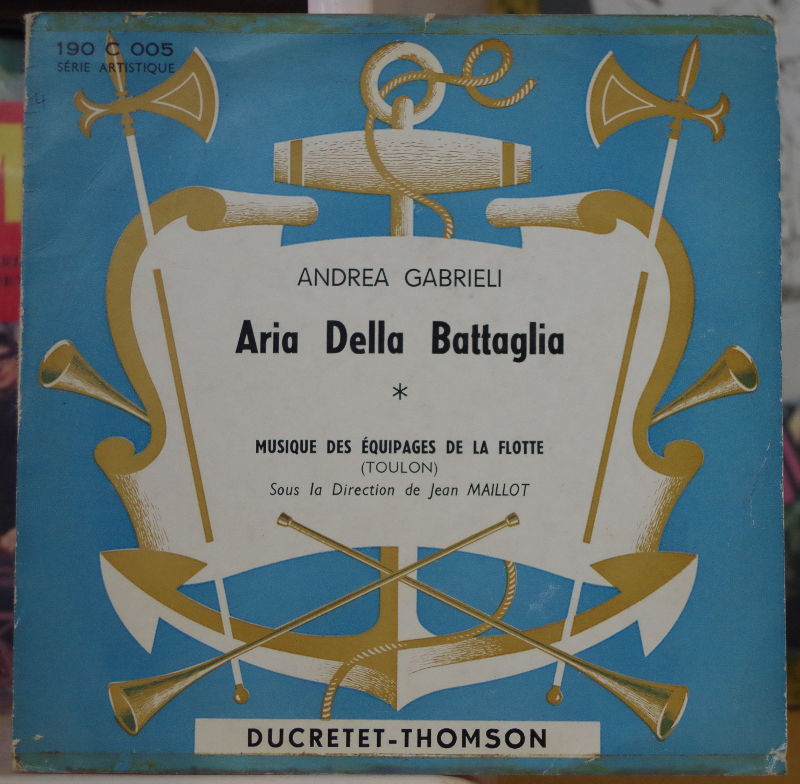 190 C 005
SÉRIE ARTISTIQUE
ANDREA GABRIELI
Aria Della Battaglia
*
MUSIQUE DES ÉQUIPAGES DE LA FLOTTE
(TOULON)
Sous la Direction de Jean MAILLOT
DUCRETET-THOMSON